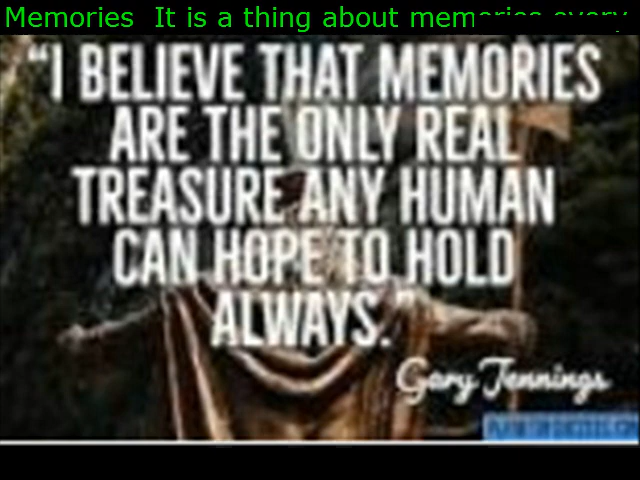 Memories It is a thing about memories every
“I BELIEVE THAT MEMORIES
ARE THE ONLY REAL
TREASURE ANY HUMAN
CAN HOPE TO HOLD
ALWAYS.”
Gary Jennings